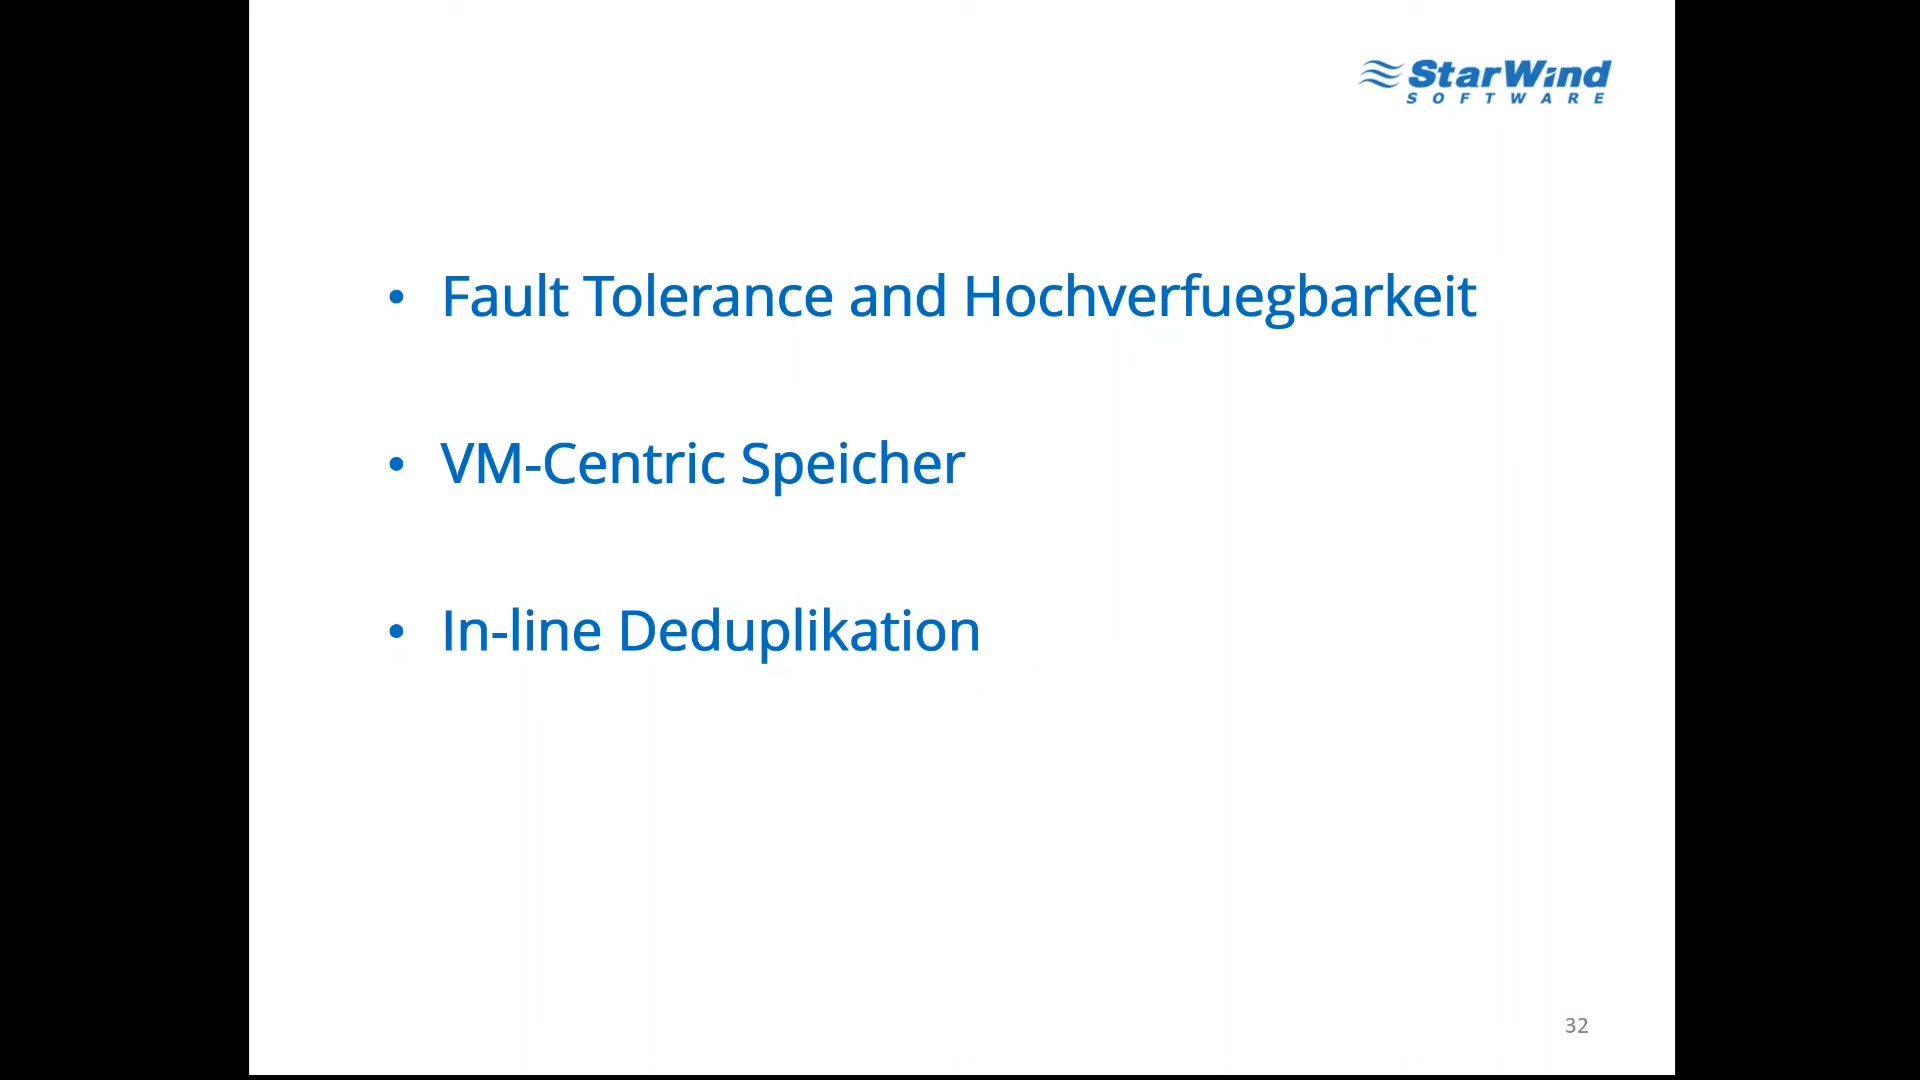 StarWind
SOFTWARE
• Fault Tolerance and Hochverfuegbarkeit
• VM-Centric Speicher
• In-line Deduplikation
32